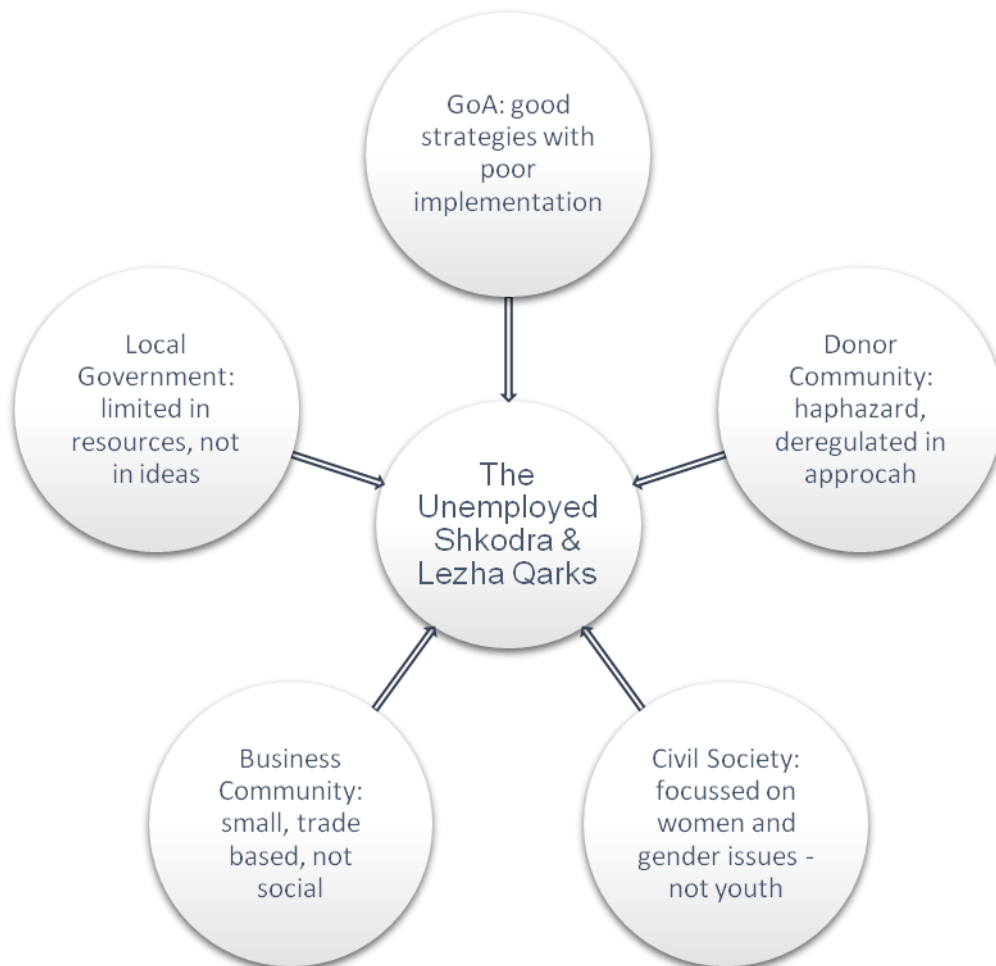 GoA: good
strategies with
poor
implementation
Local
Government:
limited in
resources, not
in ideas
Donor
Community:
haphazard,
deregulated in
approcah
The
Unemployed
Shkodra &
Lezha Qarks
Business
Community:
small, trade
based, not
social
Civil Society:
focussed on
women and
gender issues -
not youth